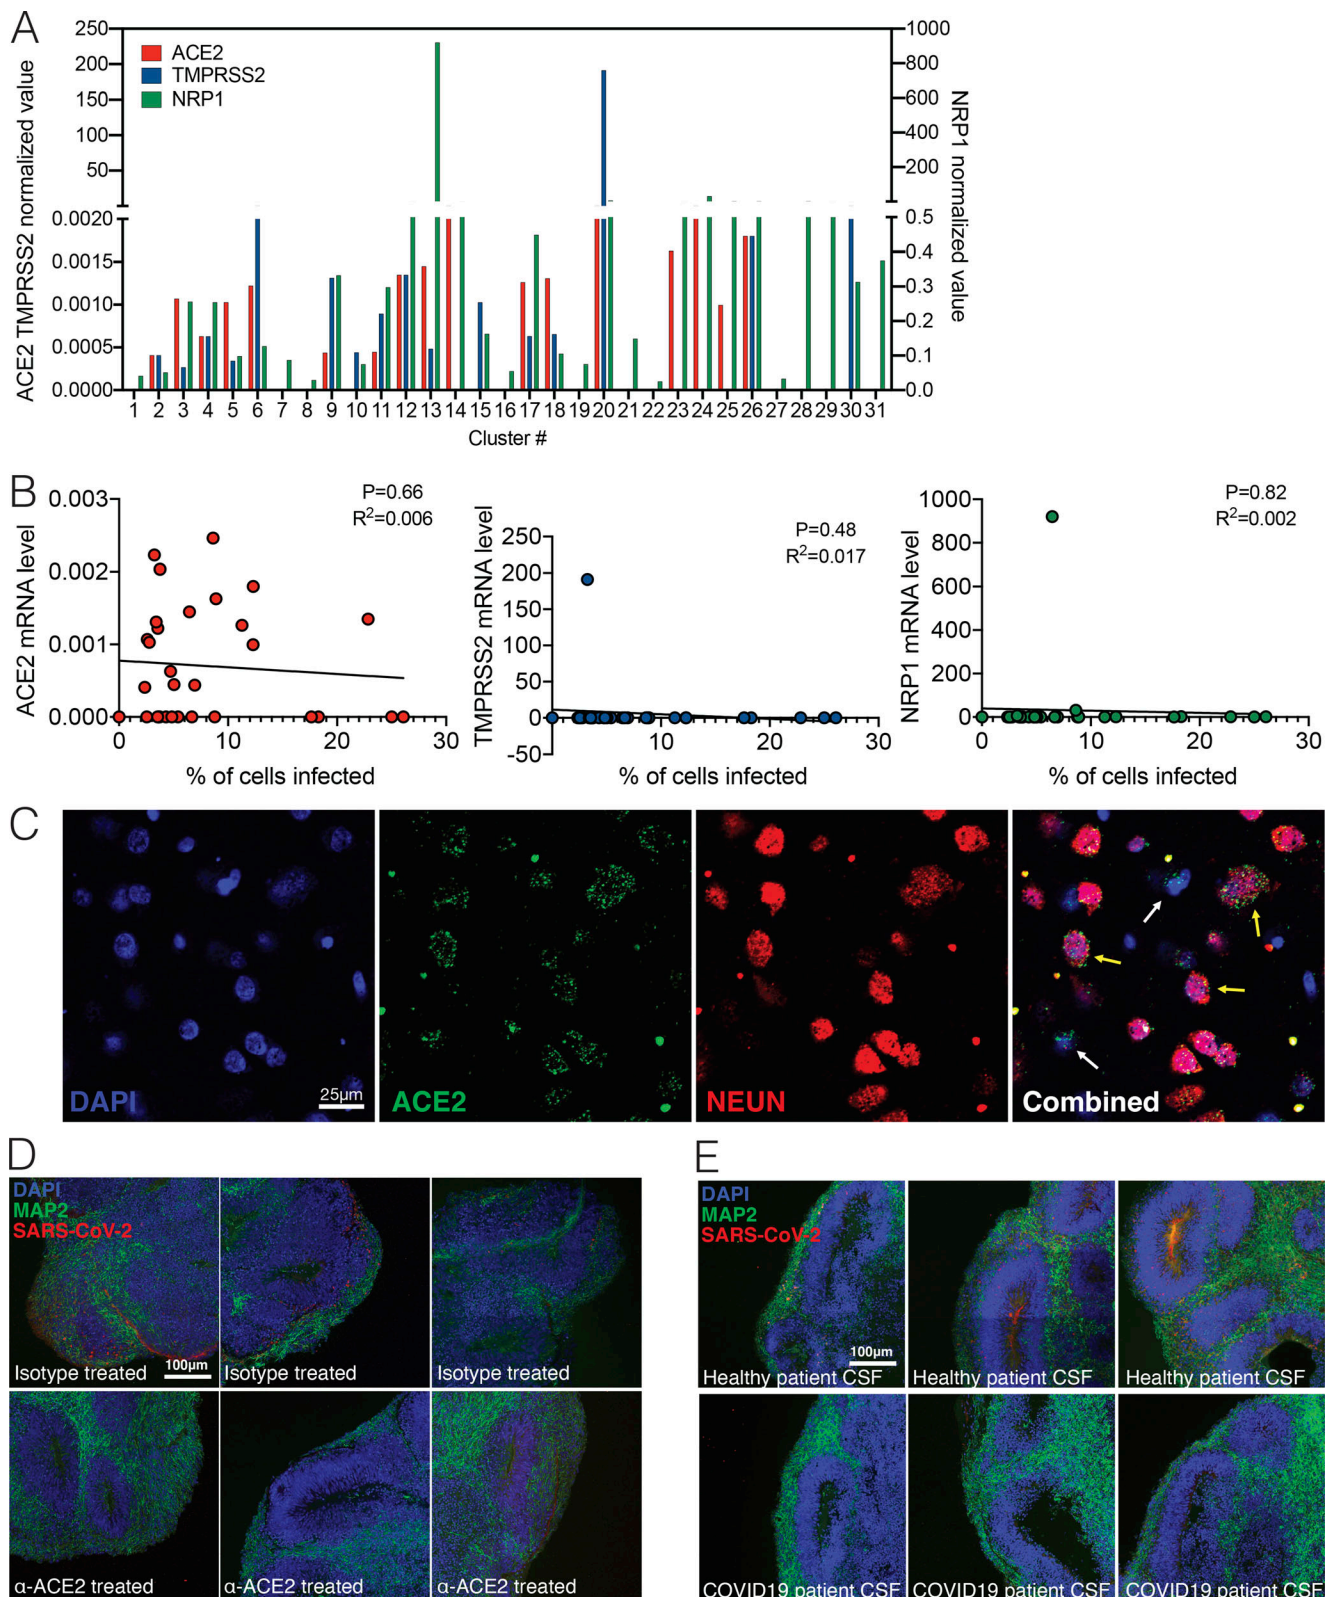 A
ACE2 TMPRSS2 normalized value
250
200
150
100
50
0.0020
0.0015
0.0010
0.0005
0.0000
ACE2
TMPRSS2
NRP1
1000
800
600
400
200
0.5
0.4
0.3
0.2
0.1
0.0
NRP1 normalized value
1 2 3 4 5 6 7 8 9 10 11 12 13 14 15 16 17 18 19 20 21 22 23 24 25 26 27 28 29 30 31
Cluster #
B
ACE2 mRNA level
0.003
0.002
0.001
0.000
P=0.66
R²=0.006
0 10 20 30
% of cells infected
TMPRSS2 mRNA level
250
200
150
100
50
0
-50
P=0.48
R²=0.017
10 20 30
% of cells infected
NRP1 mRNA level
1000
800
600
400
200
0
P=0.82
R²=0.002
0 10 20 30
% of cells infected
C
DAPI
25µm
ACE2
NEUN
Combined
D
DAPI
MAP2
SARS-CoV-2
Isotype treated
100µm
Isotype treated
Isotype treated
α-ACE2 treated
α-ACE2 treated
α-ACE2 treated
E
DAPI
MAP2
SARS-CoV-2
100µm
Healthy patient CSF
Healthy patient CSF
Healthy patient CSF
COVID19 patient CSF
COVID19 patient CSF
COVID19 patient CSF